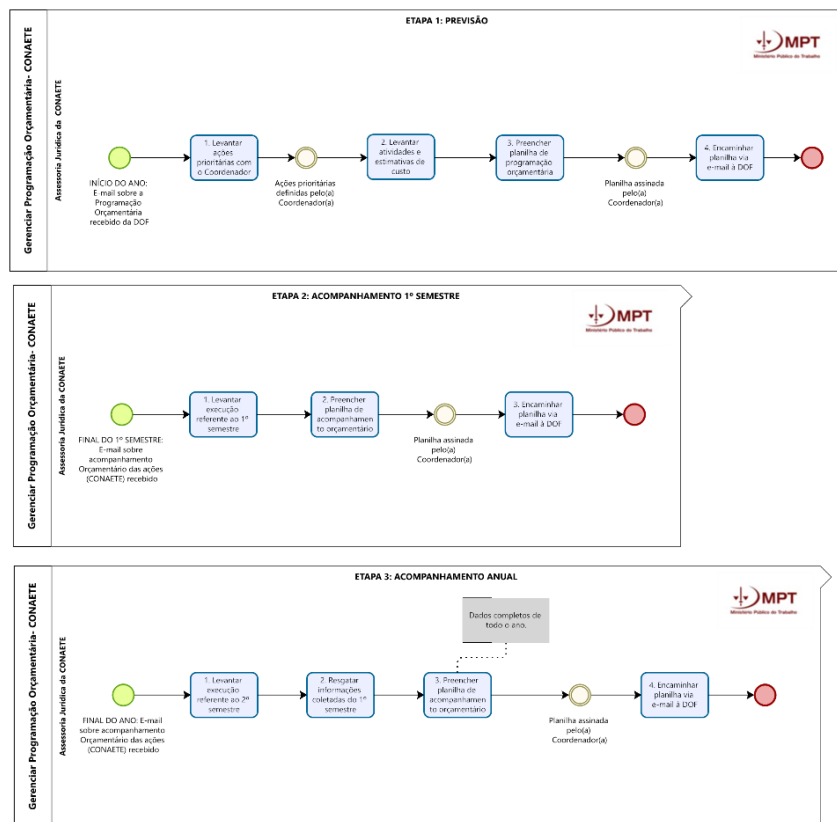 ETAPA 1: PREVISÃO
MPT
Ministério Público do Trabalho
Gerenciar Programação Orçamentária- CONAETE
Assessoria Jurídica da CONAETE
INÍCIO DO ANO:
E-mail sobre a
Programação
Orçamentária
recebido da DOF
1. Levantar
ações
prioritárias com
o Coordenador
Ações prioritárias
definidas pelo(a)
Coordenador(a)
2. Levantar
atividades e
estimativas de
custo
3. Preencher
planilha de
programação
orçamentária
Planilha assinada
pelo(a)
Coordenador(a)
4. Encaminhar
planilha via
e-mail à DOF
ETAPA 2: ACOMPANHAMENTO 1º SEMESTRE
MPT
Ministério Público do Trabalho
Gerenciar Programação Orçamentária- CONAETE
Assessoria Jurídica da CONAETE
FINAL DO 1º SEMESTRE:
E-mail sobre
acompanhamento
Orçamentário das ações
(CONAETE) recebido
1. Levantar
execução
referente ao 1º
semestre
2. Preencher
planilha de
acompanhamen
to orçamentário
Planilha assinada
pelo(a)
Coordenador(a)
3. Encaminhar
planilha via
e-mail à DOF
ETAPA 3: ACOMPANHAMENTO ANUAL
MPT
Ministério Público do Trabalho
Gerenciar Programação Orçamentária- CONAETE
Assessoria Jurídica da CONAETE
Dados completos de
todo o ano.
FINAL DO ANO: E-mail
sobre acompanhamento
Orçamentário das ações
(CONAETE) recebido
1. Levantar
execução
referente ao 2º
semestre
2. Resgatar
informações
coletadas do 1º
semestre
3. Preencher
planilha de
acompanhamen
to orçamentário
Planilha assinada
pelo(a)
Coordenador(a)
4. Encaminhar
planilha via
e-mail à DOF